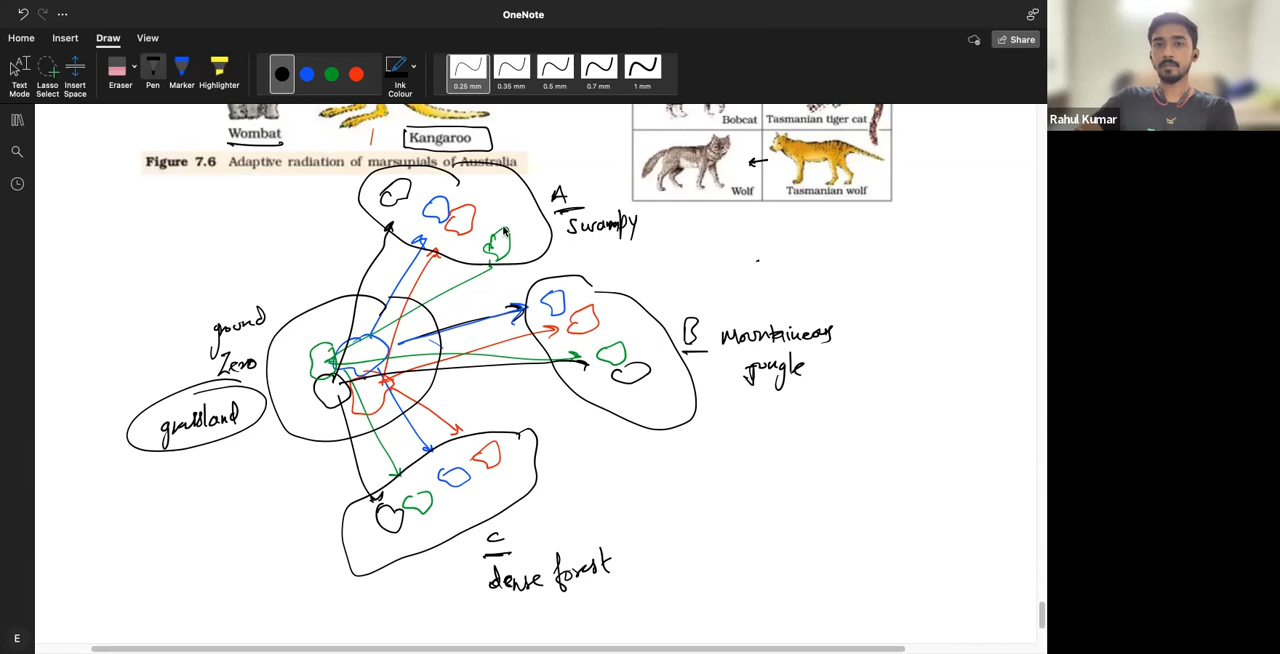 OneNote
Home Insert Draw View
Share
Text Mode
Lasso Select
Insert Space
Eraser
Pen
Marker
Highlighter
Ink Colour
0.25 mm
0.35 mm
0.5 mm
0.7 mm
1 mm
Rahul Kumar
Wombat
Kangaroo
Figure 7.6 Adaptive radiation of marsupials of Australia
Bobcat
Tasmanian tiger cat
Wolf
Tasmanian wolf
A
swampy
ground
zero
grassland
B mountaineous
jungle
C
dense forest
E